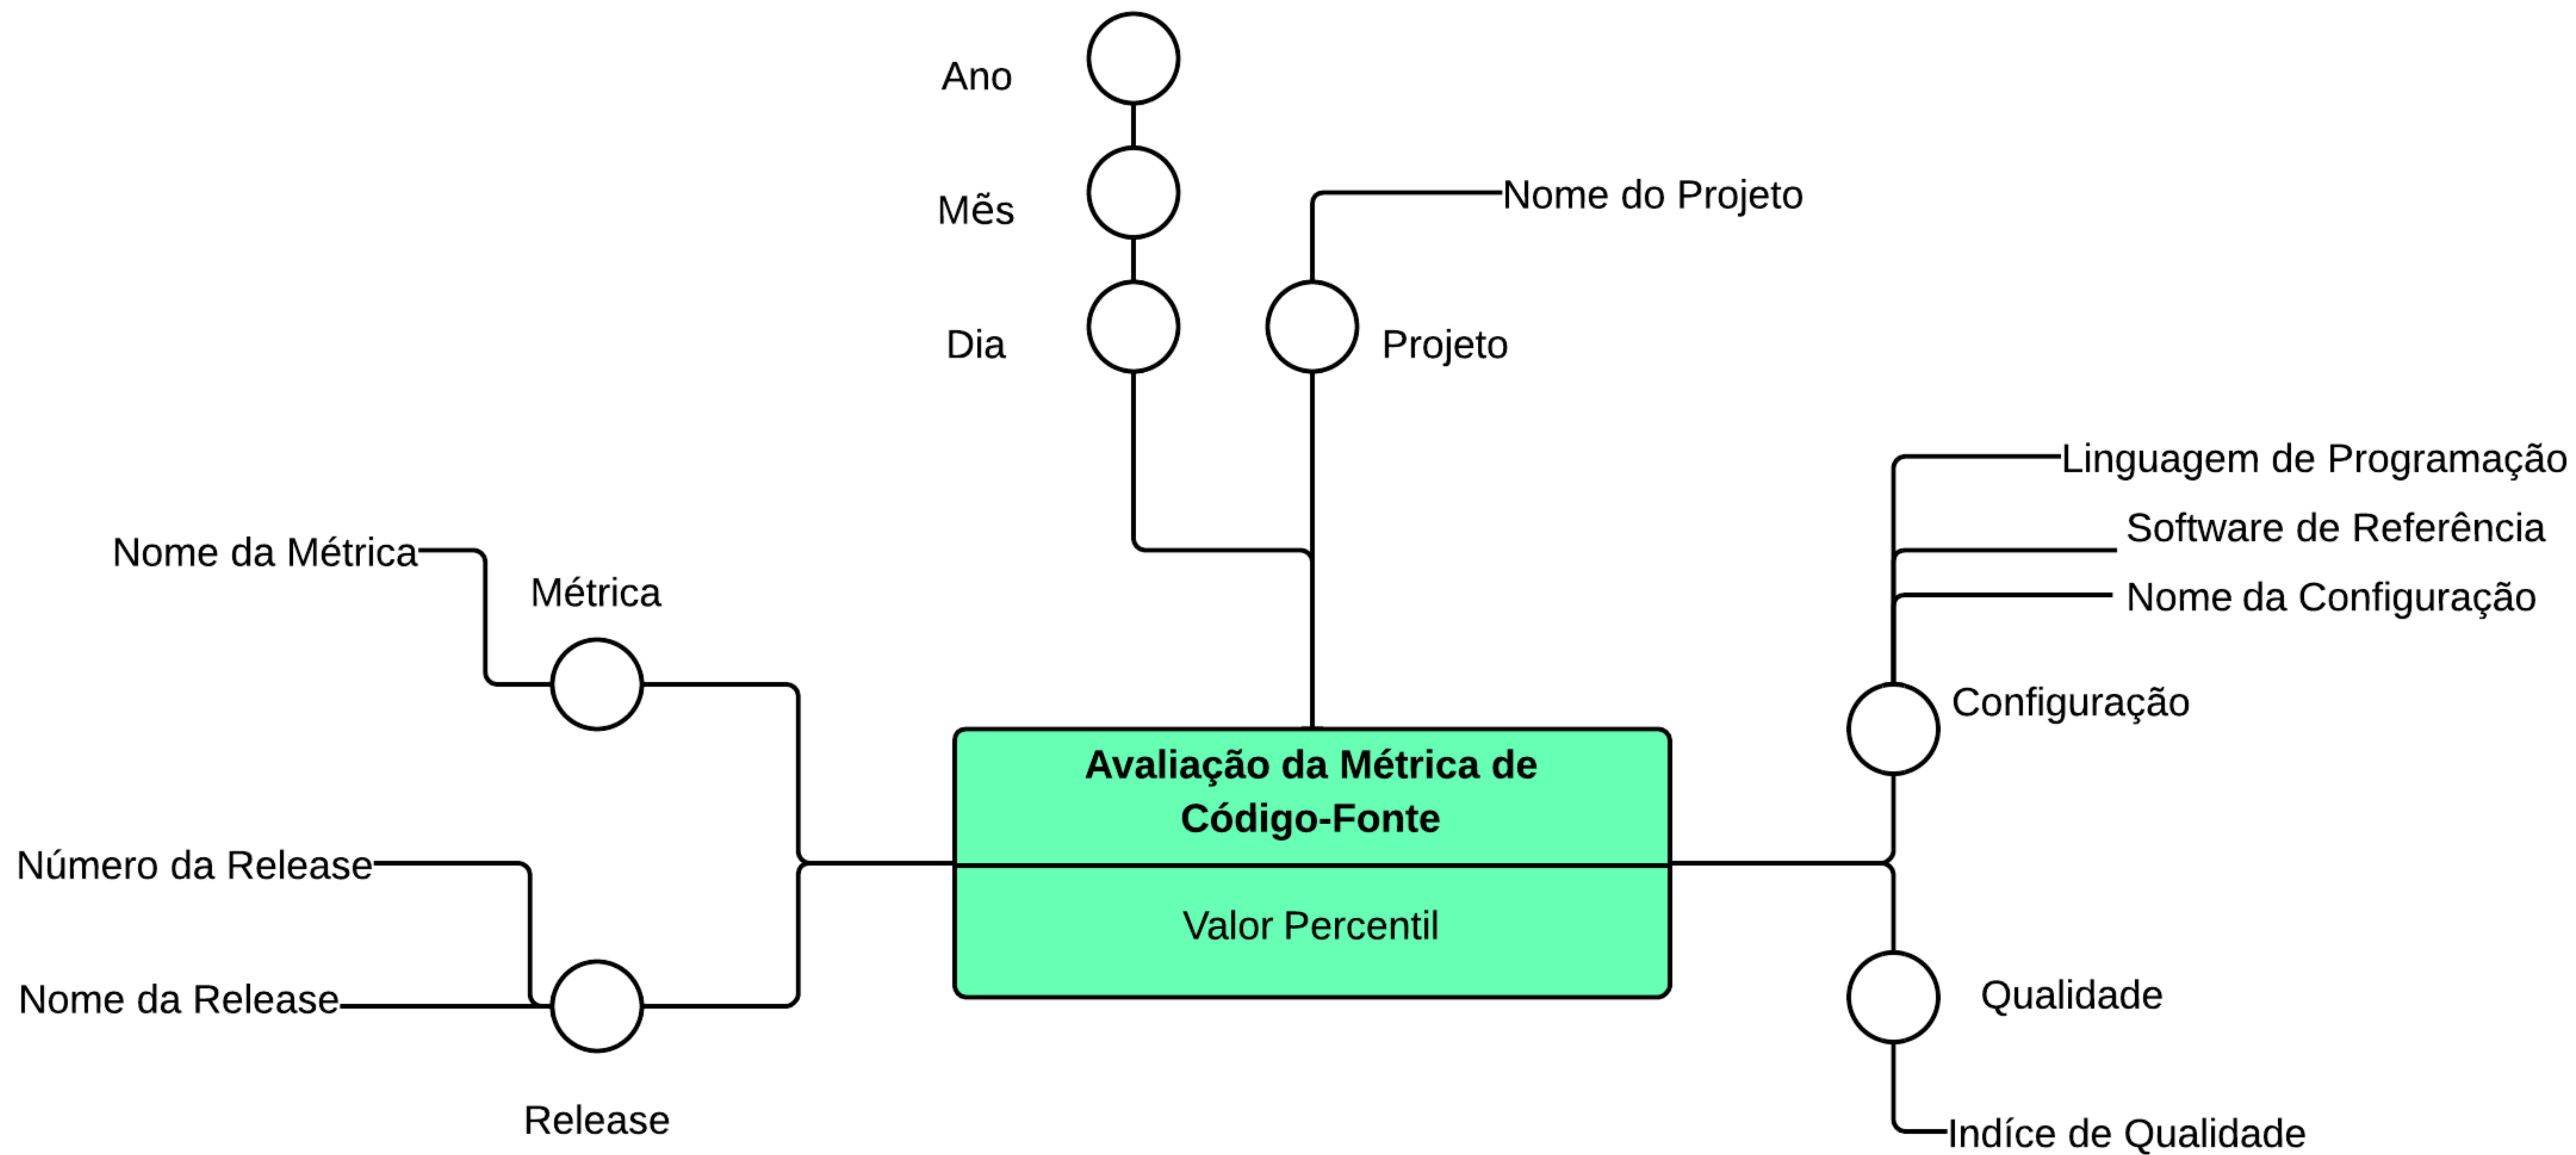 Ano
Mẽs
Dia
Nome do Projeto
Projeto
Linguagem de Programação
Software de Referência
Nome da Configuração
Configuração
Nome da Métrica
Métrica
Avaliação da Métrica de
Código-Fonte
Valor Percentil
Número da Release
Nome da Release
Release
Qualidade
Indíce de Qualidade